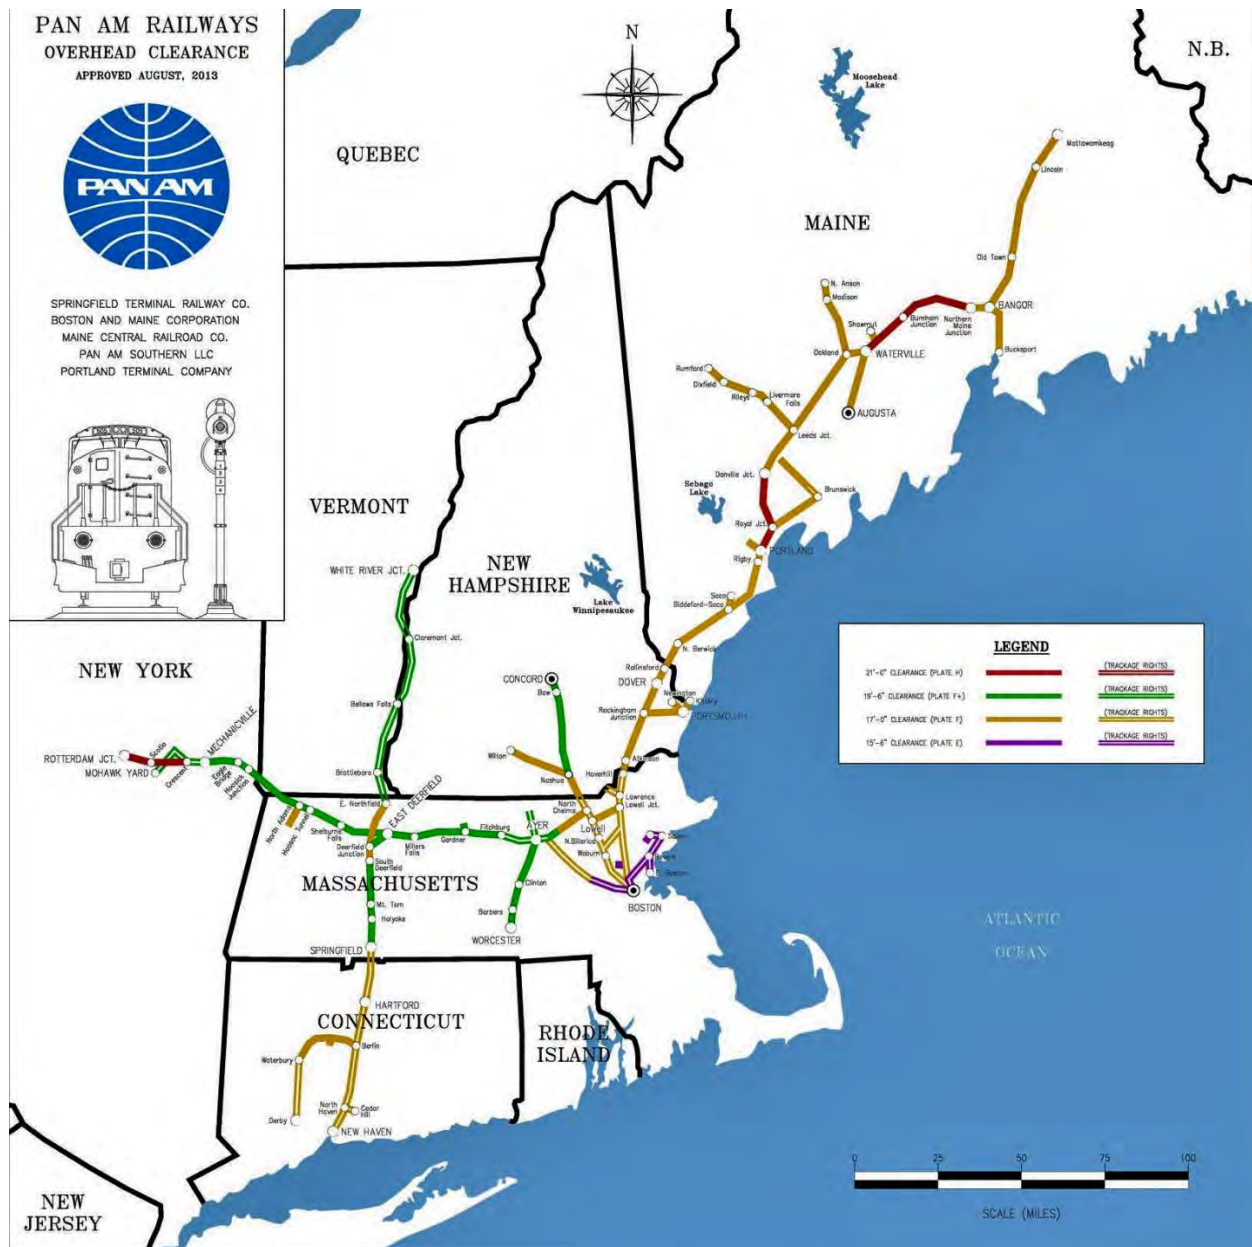 PAN AM RAILWAYS
OVERHEAD CLEARANCE
APPROVED AUGUST, 2013
PAN AM
SPRINGFIELD TERMINAL RAILWAY CO.
BOSTON AND MAINE CORPORATION
MAINE CENTRAL RAILROAD CO.
PAN AM SOUTHERN LLC
PORTLAND TERMINAL COMPANY
N
N.B.
Moosehead
Lake
QUEBEC
Mattawamkeag
Lincoln
MAINE
Old Town
N. Anson
Madison
Shawmut
Burnham
Junction
Northern
Maine
Junction
BANGOR
Bucksport
Oakland
WATERVILLE
Rumford
Dixfield
Rileys
Livermore
Falls
AUGUSTA
Leeds Jct.
Danville Jct.
Sebago
Lake
Brunswick
Royal Jct.
PORTLAND
Rigby
VERMONT
NEW
HAMPSHIRE
WHITE RIVER JCT.
Lake
Winnipesaukee
Saco
Biddeford-Saco
Claremont Jct.
N. Berwick
Rollinsford
DOVER
CONCORD
Bow
Newington
Kittery
Rockingham
Junction
PORTSMOUTH
NEW YORK
Bellows Falls
MECHANICVILLE
Scotia
ROTTERDAM JCT.
MOHAWK YARD
Crescent
Eagle
Bridge
Hoosick
Junction
Wilton
Nashua
Atkinson
Haverhill
Brattleboro
E. Northfield
EAST DEERFIELD
North Adams
Hoosac Tunnel
Shelburne
Falls
Deerfield
Junction
South
Deerfield
Millers
Falls
Gardner
Fitchburg
AYER
North
Chelms.
Lowell
Lawrence
Lowell Jct.
N.Billerica
Woburn
Salem
MASSACHUSETTS
Clinton
Barbers
WORCESTER
BOSTON
Mt. Tom
Holyoke
SPRINGFIELD
HARTFORD
CONNECTICUT
RHODE
ISLAND
Berlin
Waterbury
Derby
North
Haven
Cedar
Hill
NEW HAVEN
NEW
JERSEY
ATLANTIC
OCEAN
LEGEND
21'-0" CLEARANCE (PLATE H) (TRACKAGE RIGHTS)
19'-6" CLEARANCE (PLATE F+) (TRACKAGE RIGHTS)
17'-0" CLEARANCE (PLATE F) (TRACKAGE RIGHTS)
15'-6" CLEARANCE (PLATE E) (TRACKAGE RIGHTS)
0 25 50 75 100
SCALE (MILES)